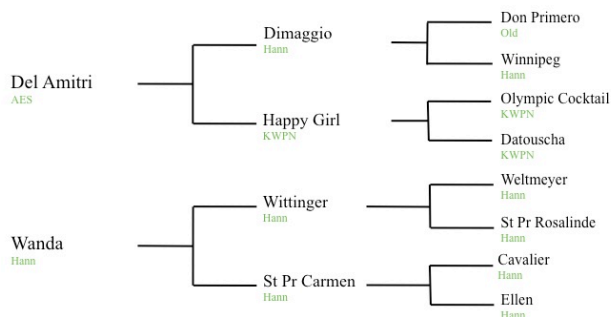 Del Amitri
AES
Dimaggio
Hann
Don Primero
Old
Winnipeg
Hann
Happy Girl
KWPN
Olympic Cocktail
KWPN
Datouscha
KWPN
Wanda
Hann
Wittinger
Hann
Weltmeyer
Hann
St Pr Rosalinde
Hann
St Pr Carmen
Hann
Cavalier
Hann
Ellen
Hann